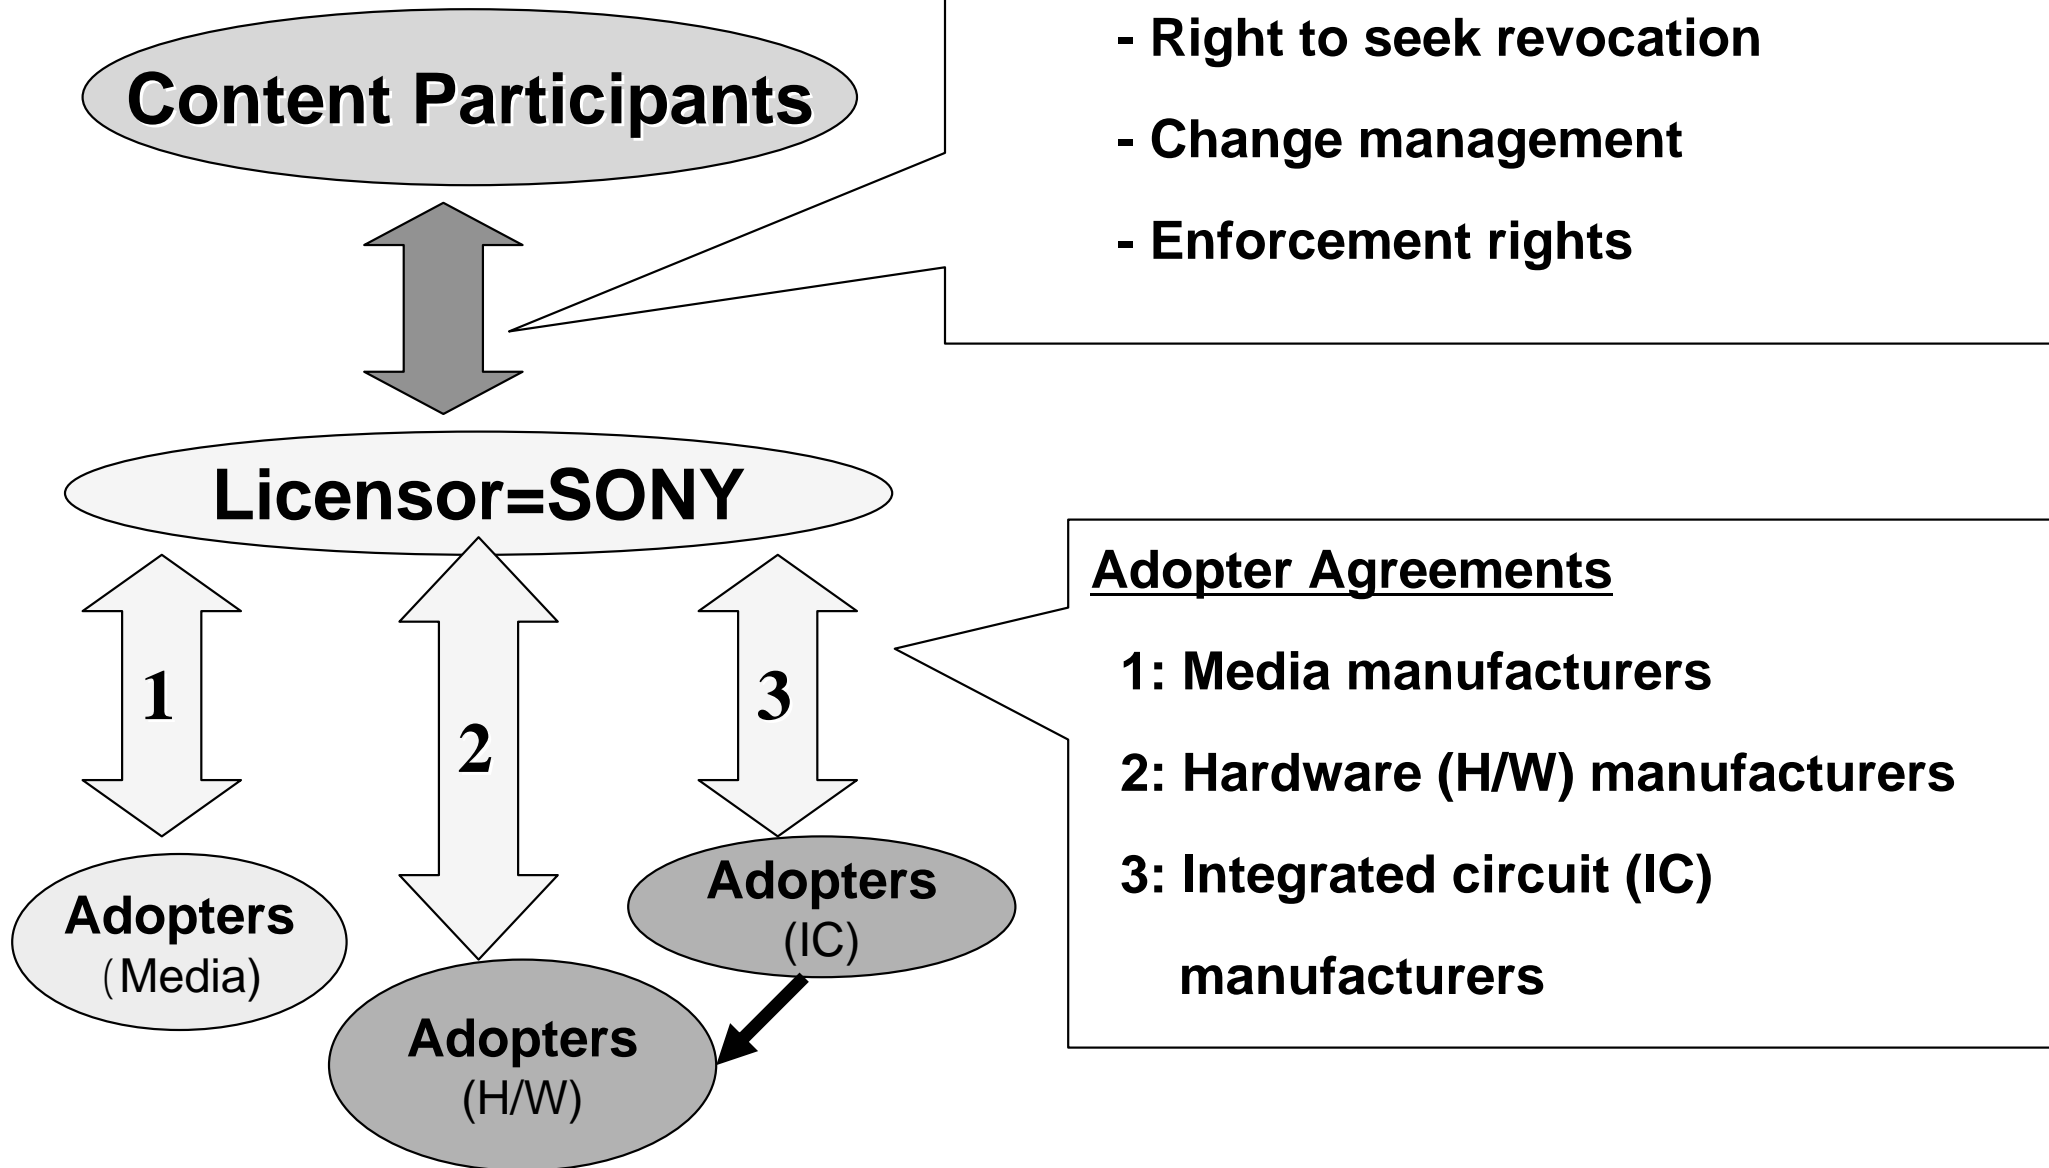 Content Participants
- Right to seek revocation
- Change management
- Enforcement rights
Licensor=SONY
1
2
3
Adopter Agreements
1: Media manufacturers
2: Hardware (H/W) manufacturers
3: Integrated circuit (IC)
manufacturers
Adopters
(Media)
Adopters
(H/W)
Adopters
(IC)